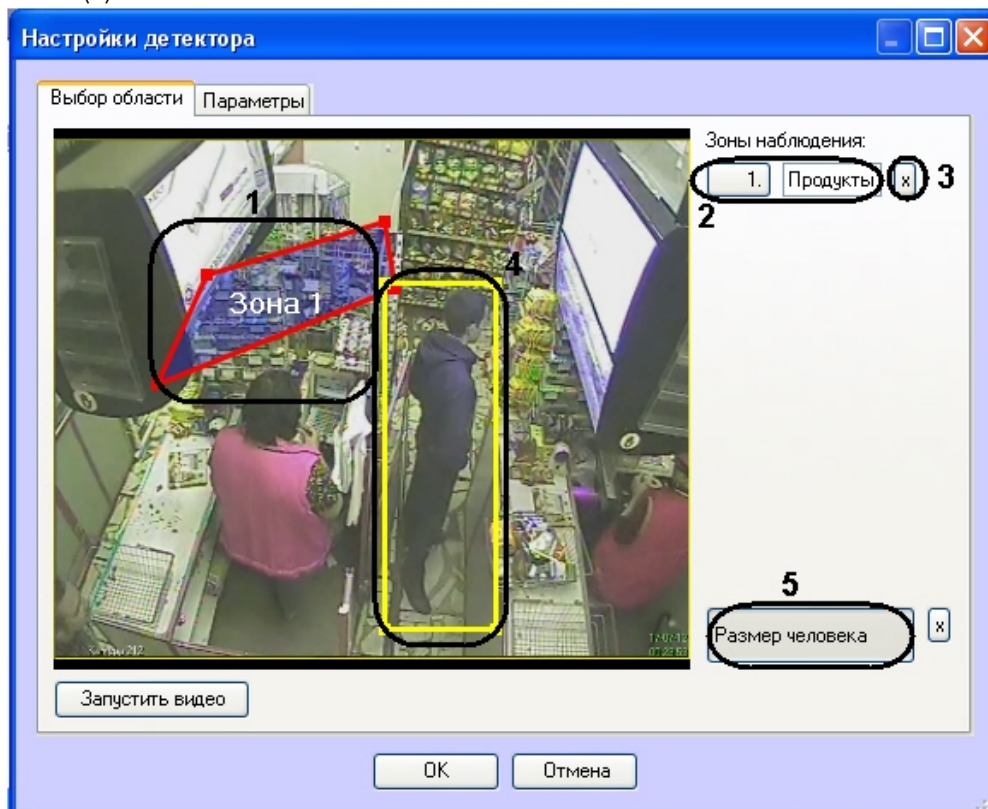 Настройки детектора
Выбор области Параметры
Зоны наблюдения:
1. Продукты x 3
2
1
4
Зона 1
5
Размер человека x
Запустить видео
OK Отмена